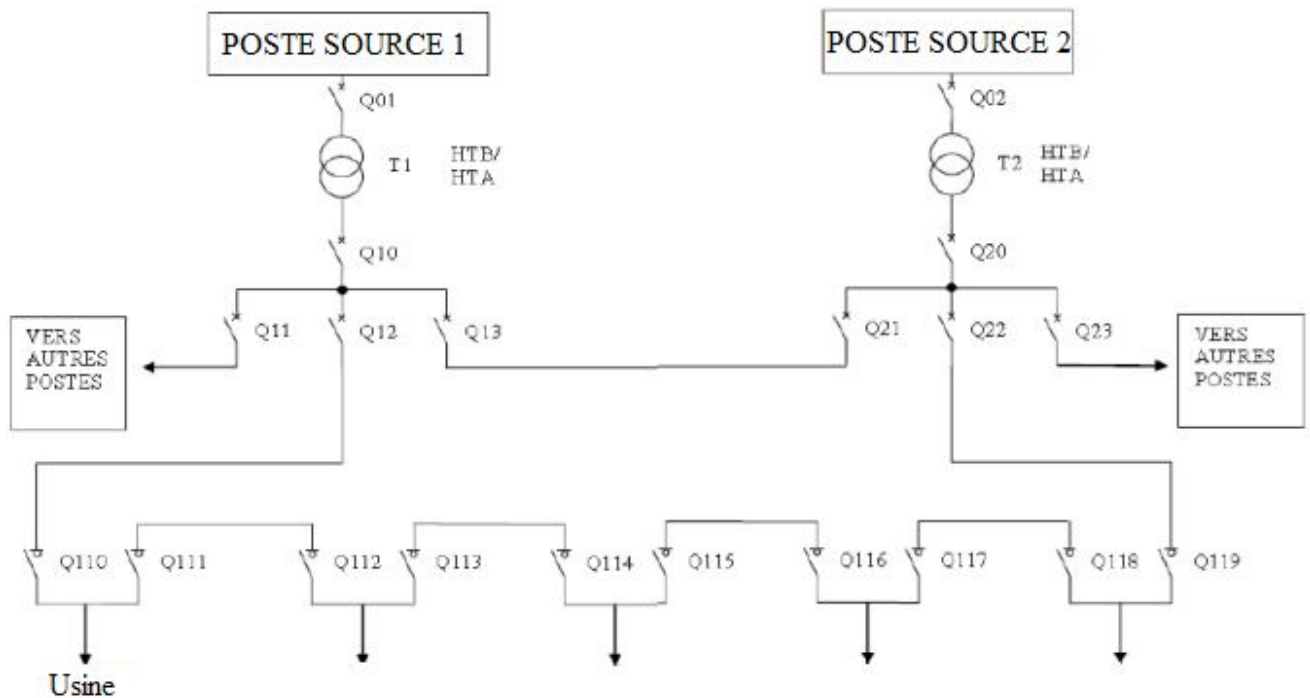 POSTE SOURCE 1
POSTE SOURCE 2
Q01
Q02
T1
HTB/
HTA
T2
HTB/
HTA
Q10
Q20
Q11
Q12
Q13
Q21
Q22
Q23
VERS
AUTRES
POSTES
VERS
AUTRES
POSTES
Q110
Q111
Q112
Q113
Q114
Q115
Q116
Q117
Q118
Q119
Usine